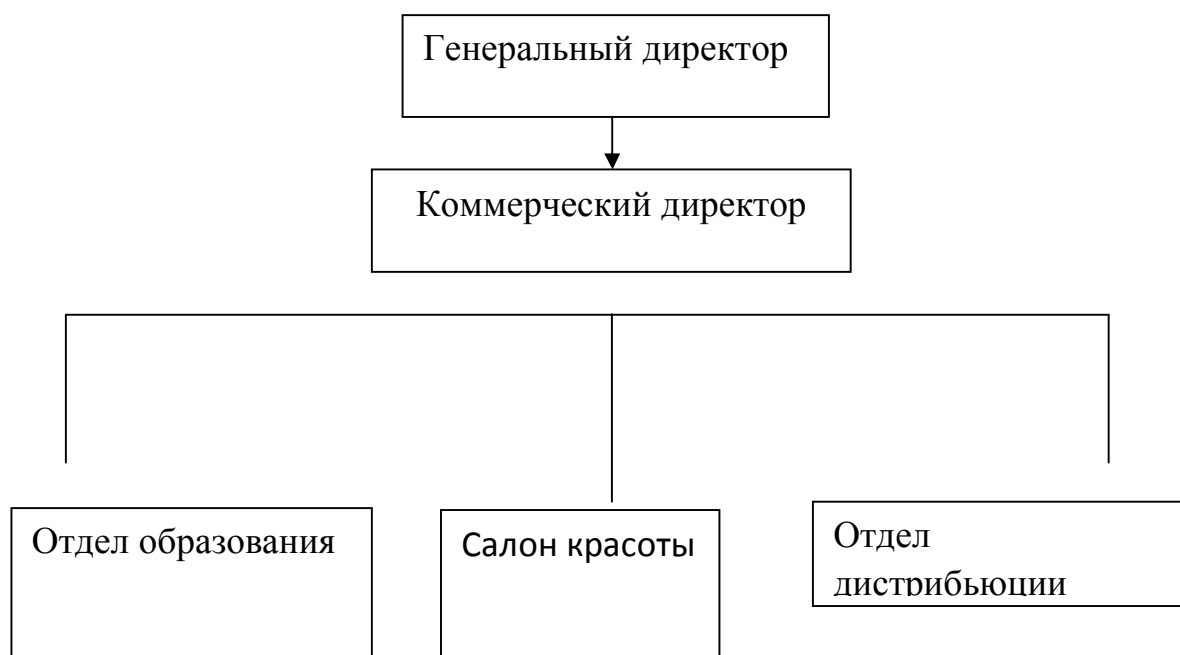 Генеральный директор
Коммерческий директор
Отдел образования
Салон красоты
Отдел
дистрибьюции